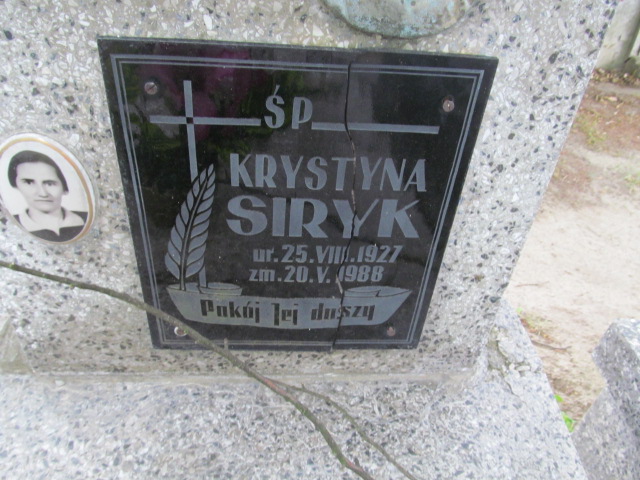 ŚP
KRYSTYNA
SIRYK
ur. 25.VIII.1927
zm. 20.V.1988
Pokój Jej duszy